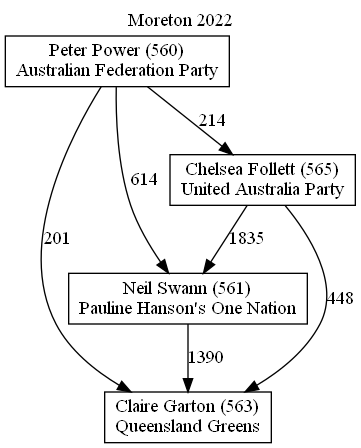 Moreton 2022
Peter Power (560)
Australian Federation Party
214
Chelsea Follett (565)
United Australia Party
614
201
1835
448
Neil Swann (561)
Pauline Hanson's One Nation
1390
Claire Garton (563)
Queensland Greens